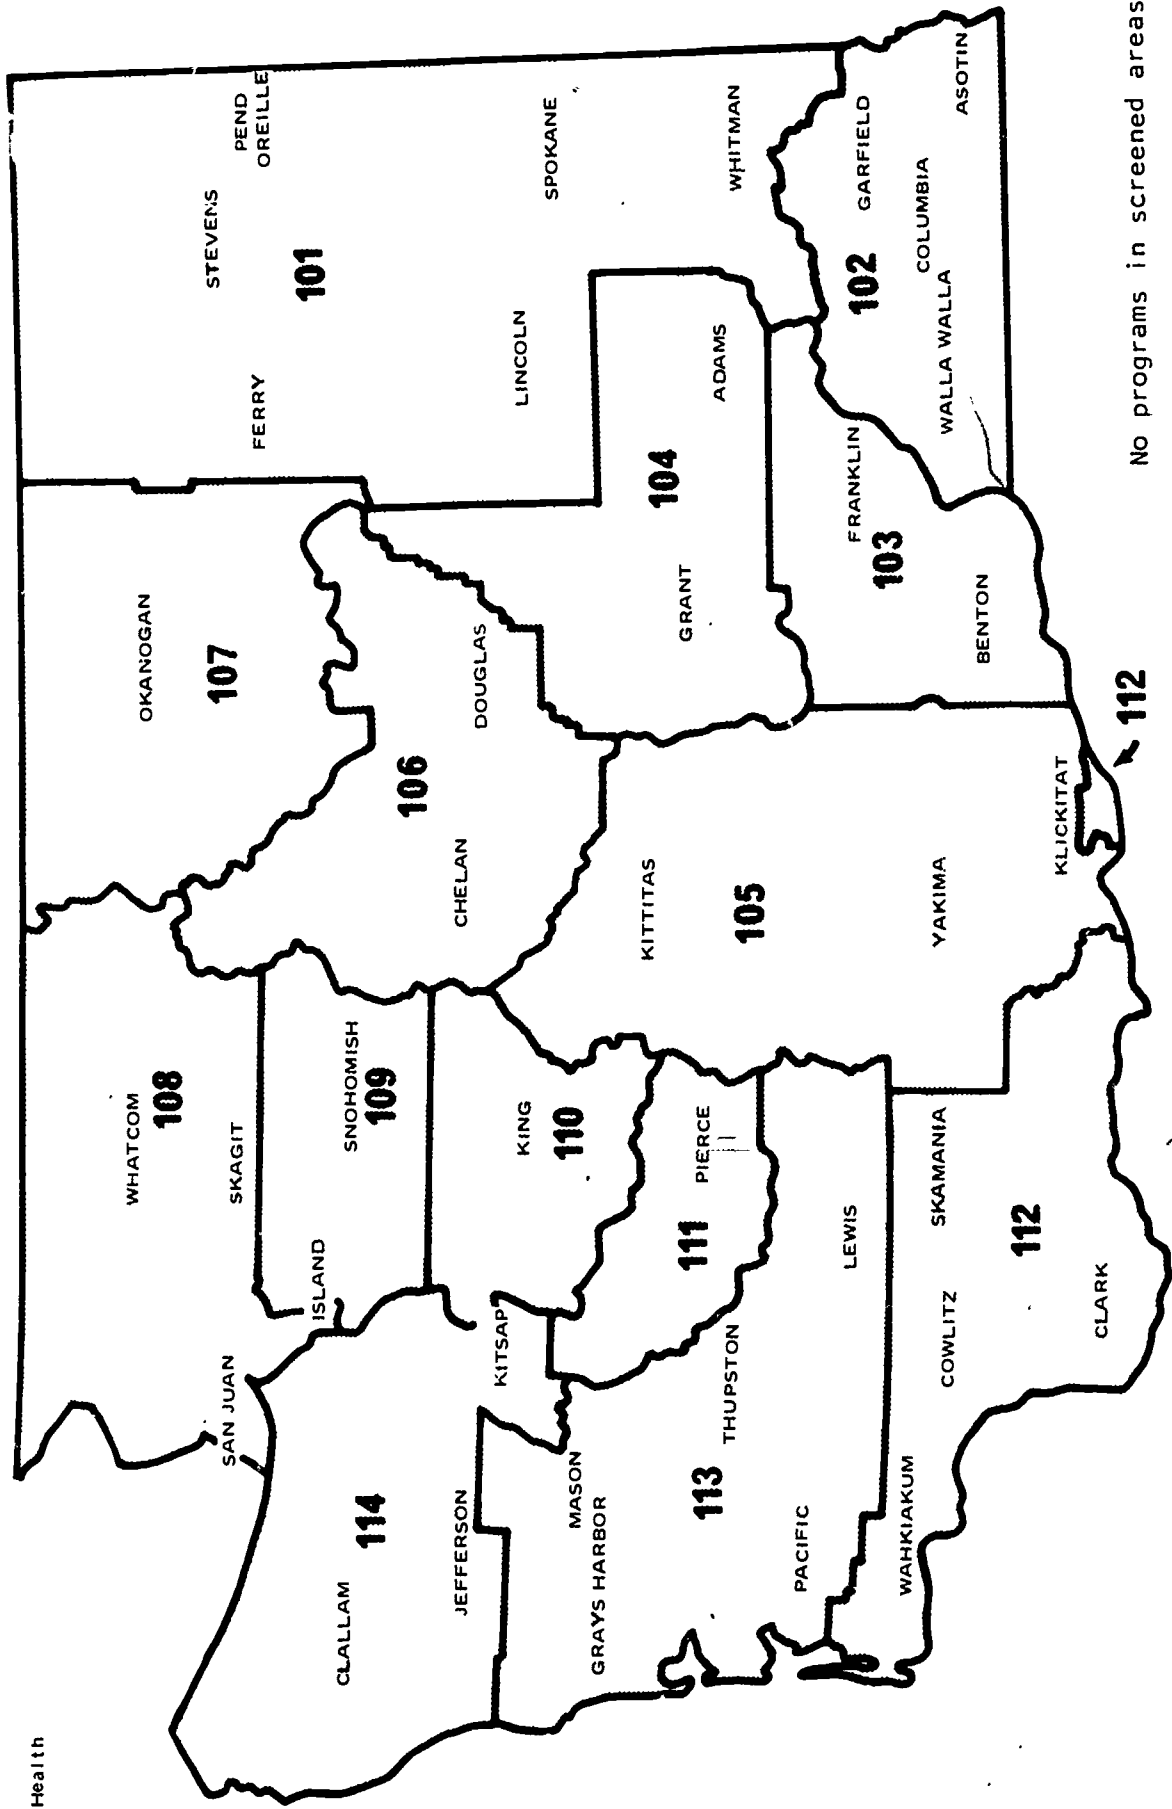 Health
CLALLAM
114
JEFFERSON
SAN JUAN
ISLAND
KITSAP
WHATCOM
108
SKAGIT
SNOHOMISH
109
KING
110
PIERCE
111
MASON
GRAYS HARBOR
113
THUPSTON
PACIFIC
LEWIS
WAHKIAKUM
COWLITZ
SKAMANIA
112
CLARK
OKANOGAN
107
106
CHELAN
DOUGLAS
KITTITAS
105
YAKIMA
KLICKITAT
112
GRANT
104
ADAMS
FRANKLIN
103
BENTON
FERRY
STEVENS
PEND
OREILLE
101
LINCOLN
SPOKANE
WHITMAN
102
GARFIELD
COLUMBIA
WALLA WALLA
ASOTIN
No programs in screened areas